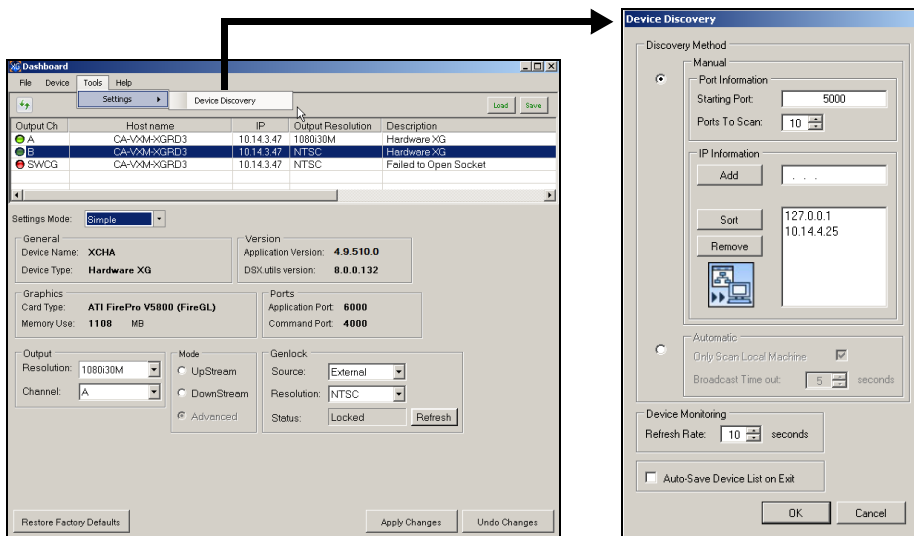 XG Dashboard
File Device Tools Help
Settings
Device Discovery
Load Save
Output Ch Host name IP Output Resolution Description
A CA-VXM-XGRD3 10.14.3.47 1080i30M Hardware XG
B CA-VXM-XGRD3 10.14.3.47 NTSC Hardware XG
SWCG CA-VXM-XGRD3 10.14.3.47 NTSC Failed to Open Socket
Settings Mode: Simple
General
Device Name: XCHA
Device Type: Hardware XG
Version
Application Version: 4.9.510.0
DSX.utils version: 8.0.0.132
Graphics
Card Type: ATI FirePro V5800 (FireGL)
Memory Use: 1108 MB
Ports
Application Port: 6000
Command Port: 4000
Output
Resolution: 1080i30M
Channel: A
Mode
UpStream
DownStream
Advanced
Genlock
Source: External
Resolution: NTSC
Status: Locked Refresh
Restore Factory Defaults Apply Changes Undo Changes
Device Discovery
Discovery Method
Manual
Port Information
Starting Port: 5000
Ports To Scan: 10
IP Information
Add . . .
Sort
Remove
127.0.0.1
10.14.4.25
Automatic
Only Scan Local Machine
Broadcast Time out: 5 seconds
Device Monitoring
Refresh Rate: 10 seconds
Auto-Save Device List on Exit
OK Cancel